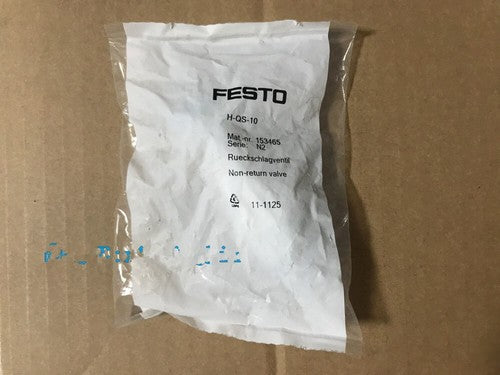 FESTO
H-QS-10
Mat.-nr. 153465
Serie: N2
Rueckschlagventil
Non-return valve
11-1125